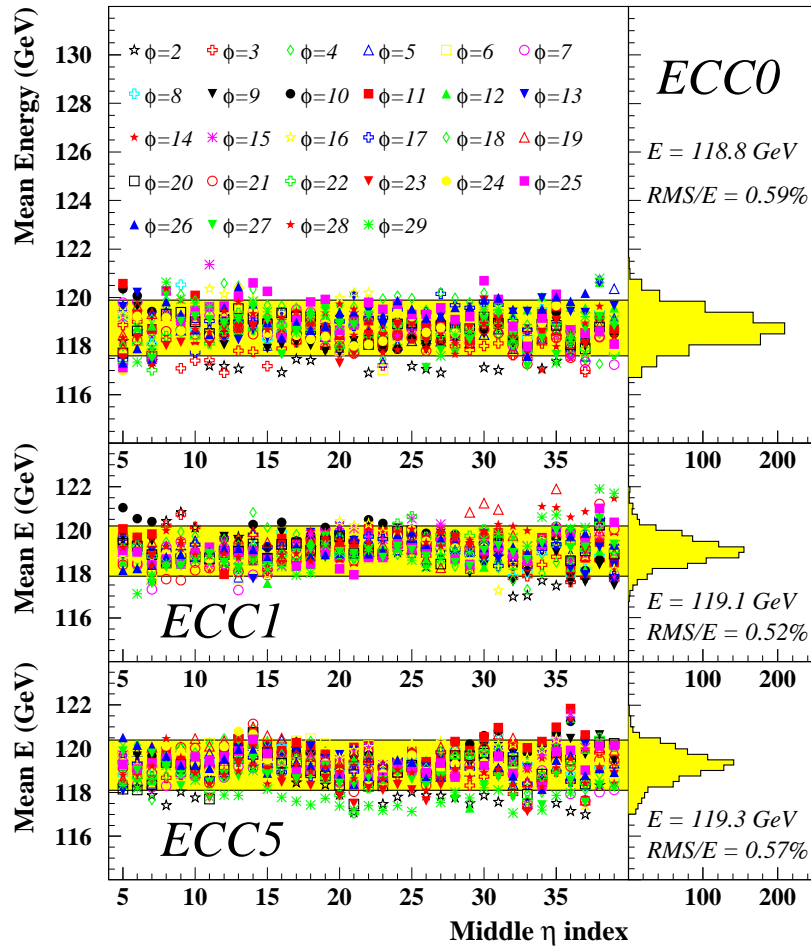 Mean Energy (GeV)
130
128
126
124
122
120
118
116
ϕ=2 ϕ=3 ϕ=4 ϕ=5 ϕ=6 ϕ=7
ϕ=8 ϕ=9 ϕ=10 ϕ=11 ϕ=12 ϕ=13
ϕ=14 ϕ=15 ϕ=16 ϕ=17 ϕ=18 ϕ=19
ϕ=20 ϕ=21 ϕ=22 ϕ=23 ϕ=24 ϕ=25
ϕ=26 ϕ=27 ϕ=28 ϕ=29
ECC0
E = 118.8 GeV
RMS/E = 0.59%
5 10 15 20 25 30 35 100 200
Mean E (GeV)
122
120
118
116
ECC1
E = 119.1 GeV
RMS/E = 0.52%
5 10 15 20 25 30 35 100 200
Mean E (GeV)
122
120
118
116
ECC5
E = 119.3 GeV
RMS/E = 0.57%
5 10 15 20 25 30 35 100 200
Middle η index